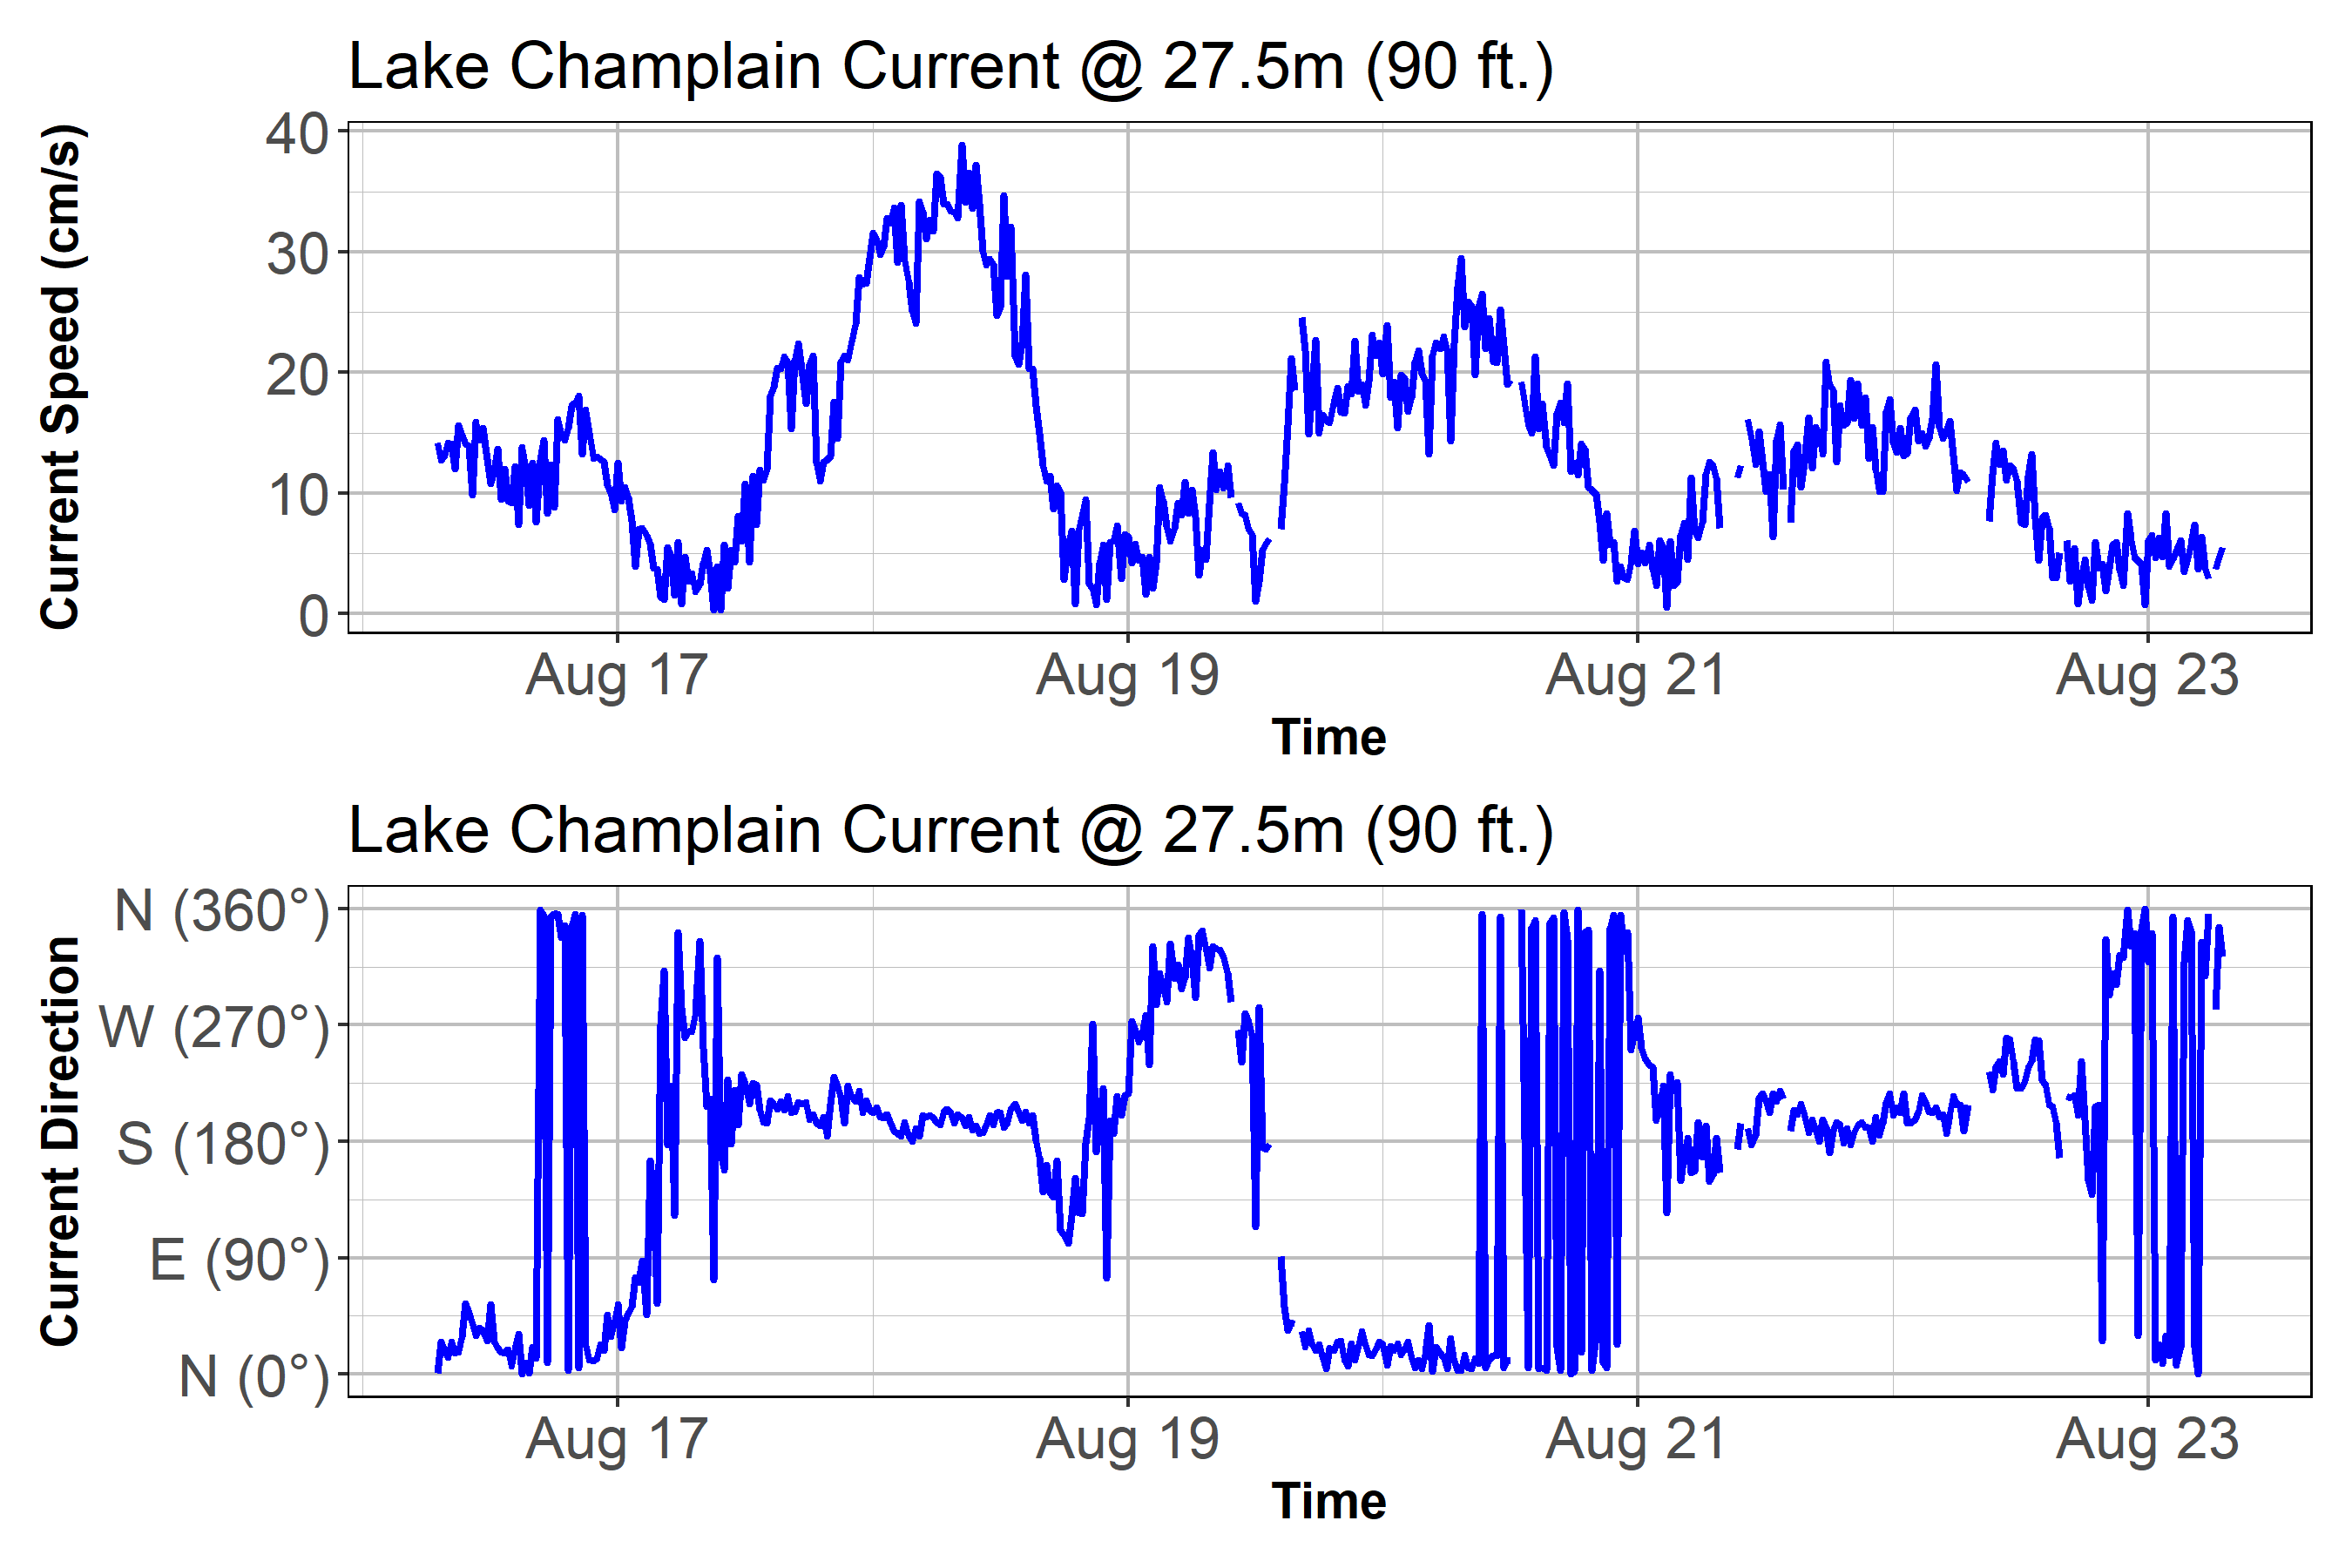 Lake Champlain Current @ 27.5m (90 ft.)
Current Speed (cm/s)
40
30
20
10
0
Aug 17 Aug 19 Aug 21 Aug 23
Time
Lake Champlain Current @ 27.5m (90 ft.)
Current Direction
N (360°)
W (270°)
S (180°)
E (90°)
N (0°)
Aug 17 Aug 19 Aug 21 Aug 23
Time